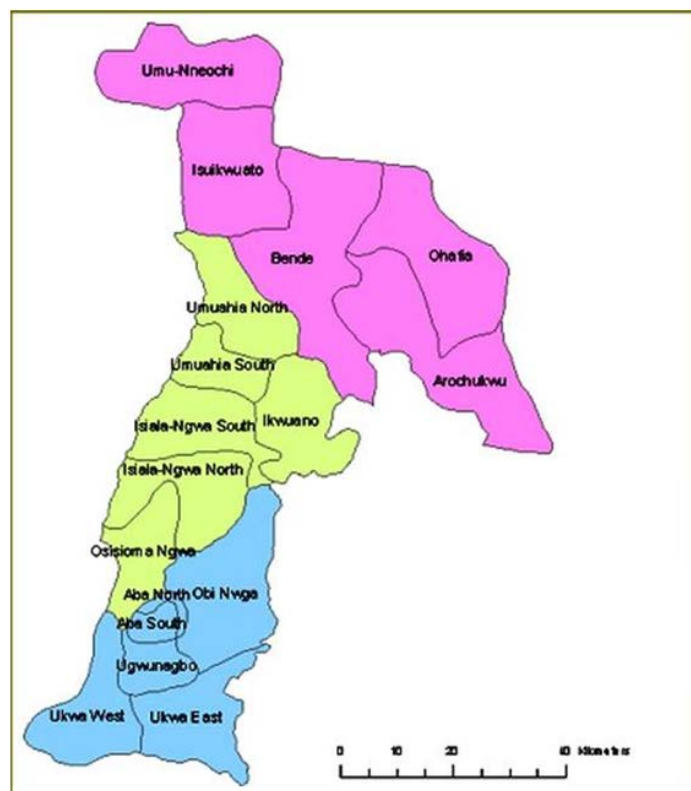 Umu-Nneochi
Isuikwuato
Bende
Ohafia
Umuahia North
Umuahia South
Arochukwu
Isiala-Ngwa South
Ikwuano
Isiala-Ngwa North
Osisioma Ngwa
Aba North
Obi Nwga
Aba South
Ugwunagbo
Ukwa West
Ukwa East
0 10 20 40 Kilometers